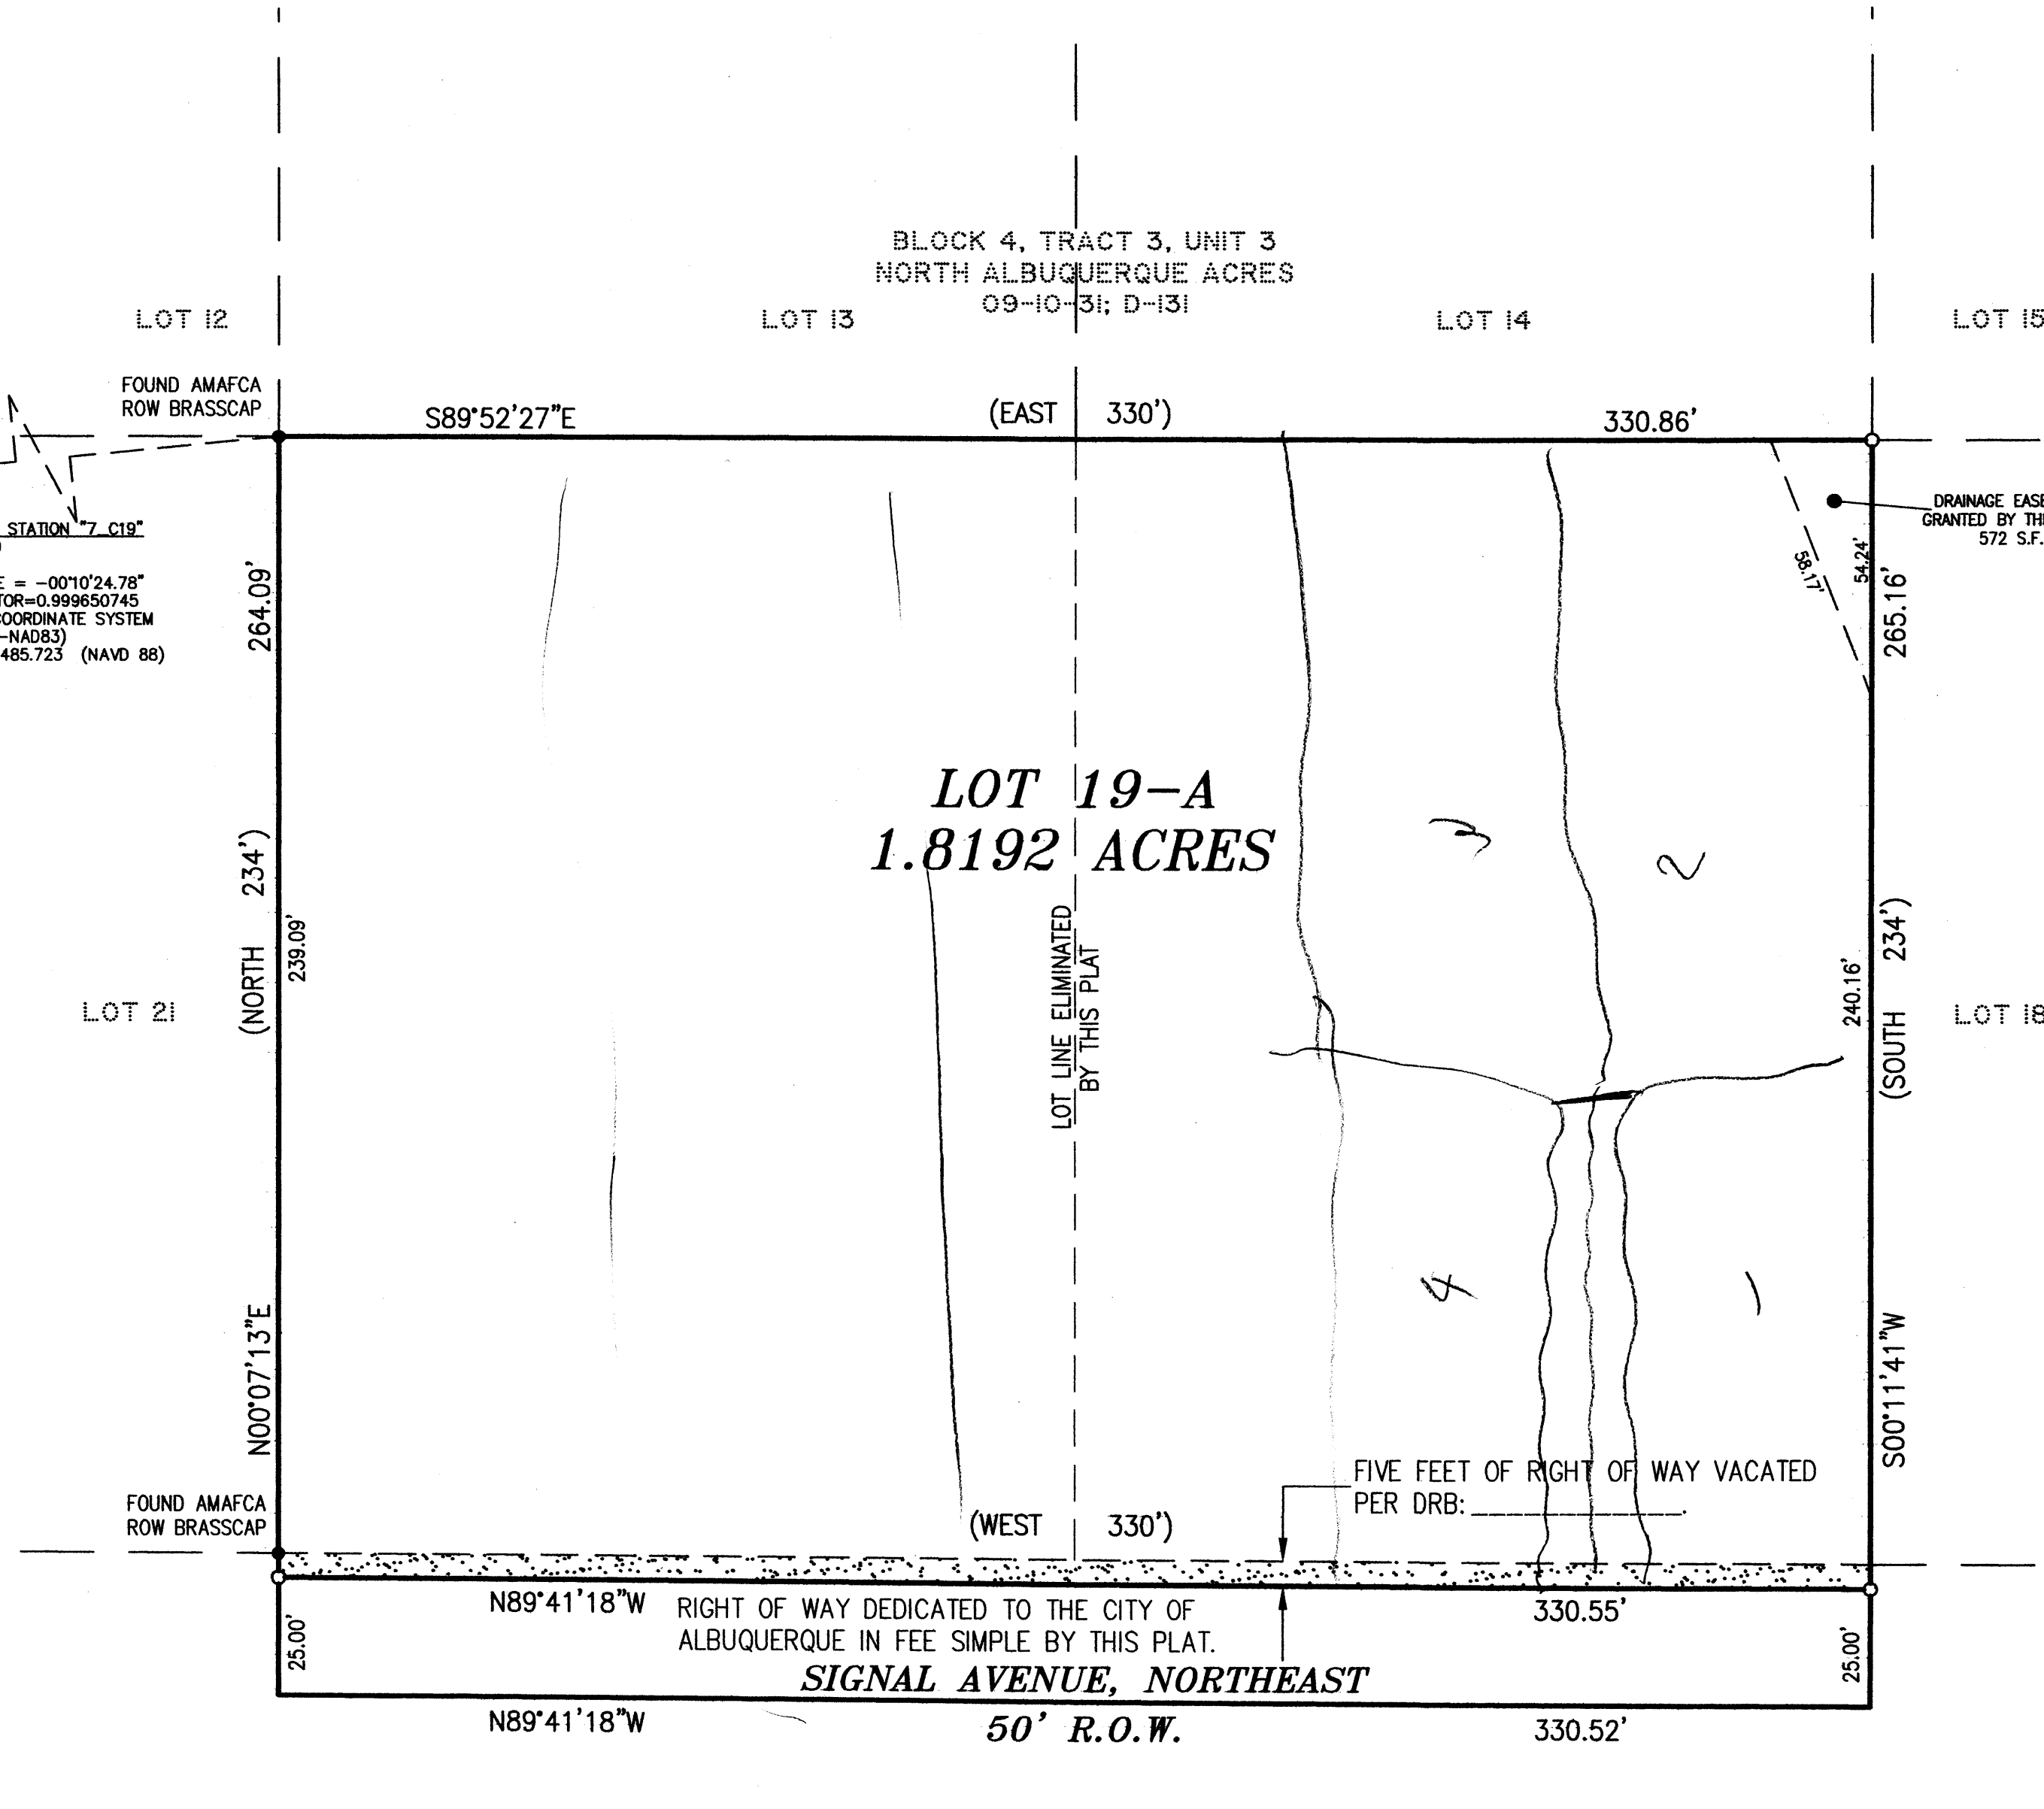 BLOCK 4, TRACT 3, UNIT 3
NORTH ALBUQUERQUE ACRES
09-10-31; D-131
LOT 12
LOT 13
LOT 14
LOT 15
FOUND AMAFCA
ROW BRASSCAP
S89°52'27"E
(EAST 330')
330.86'
STATION "7_C19"
E = -00°10'24.78"
TOR=0.999650745
COORDINATE SYSTEM
-NAD83)
485.723 (NAVD 88)
DRAINAGE EASE
GRANTED BY THI
572 S.F.
58.17'
54.24'
264.09'
265.16'
LOT 19-A
1.8192 ACRES
3
2
(NORTH 234')
239.09'
LOT LINE ELIMINATED
BY THIS PLAT
240.16'
(SOUTH 234')
LOT 21
LOT 18
4
1
N00°07'13"E
S00°11'41"W
FIVE FEET OF RIGHT OF WAY VACATED
PER DRB: ____________.
FOUND AMAFCA
ROW BRASSCAP
(WEST 330')
N89°41'18"W
330.55'
RIGHT OF WAY DEDICATED TO THE CITY OF
ALBUQUERQUE IN FEE SIMPLE BY THIS PLAT.
25.00'
25.00'
SIGNAL AVENUE, NORTHEAST
N89°41'18"W
50' R.O.W.
330.52'